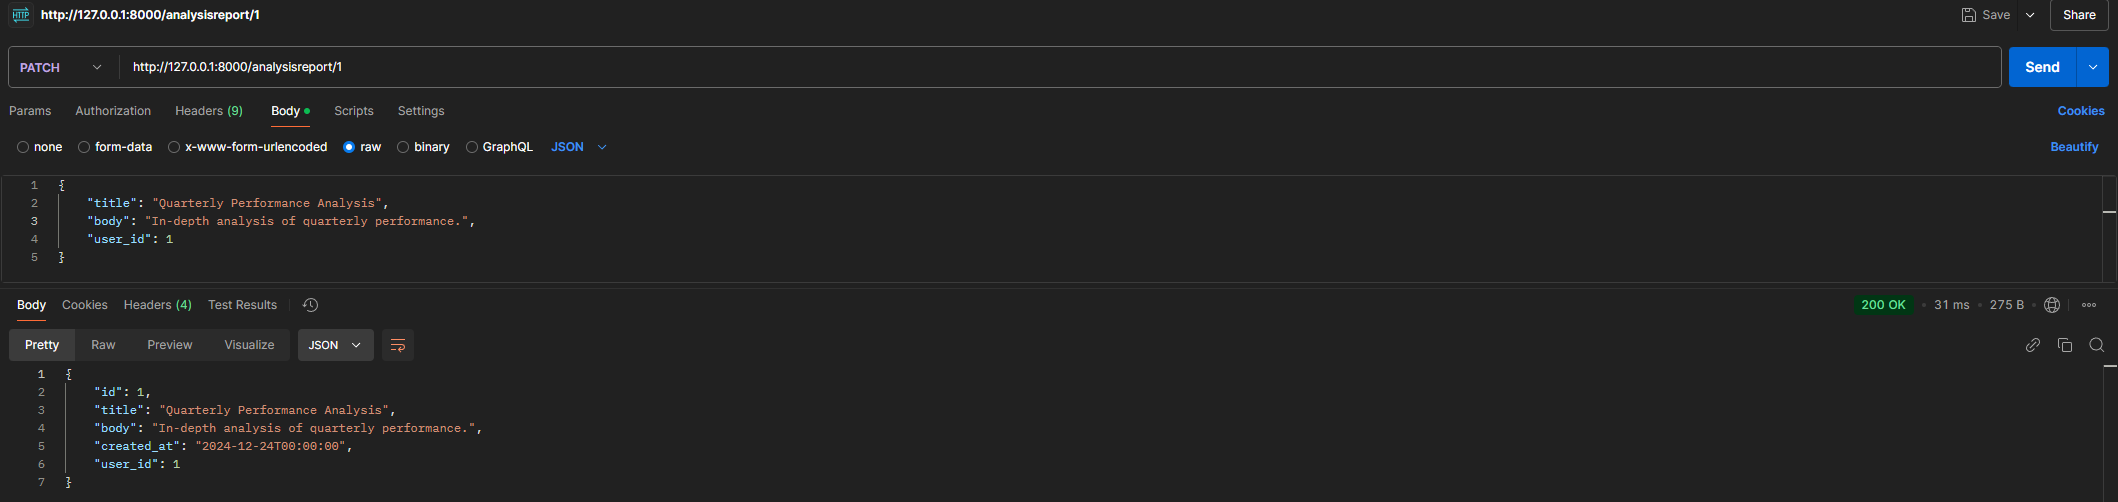 HTTP http://127.0.0.1:8000/analysisreport/1 Save Share
PATCH http://127.0.0.1:8000/analysisreport/1 Send
Params Authorization Headers (9) Body Scripts Settings Cookies
none form-data x-www-form-urlencoded raw binary GraphQL JSON Beautify
1 {
2 "title": "Quarterly Performance Analysis",
3 "body": "In-depth analysis of quarterly performance.",
4 "user_id": 1
5 }
Body Cookies Headers (4) Test Results 200 OK • 31 ms • 275 B
Pretty Raw Preview Visualize JSON
1 {
2 "id": 1,
3 "title": "Quarterly Performance Analysis",
4 "body": "In-depth analysis of quarterly performance.",
5 "created_at": "2024-12-24T00:00:00",
6 "user_id": 1
7 }